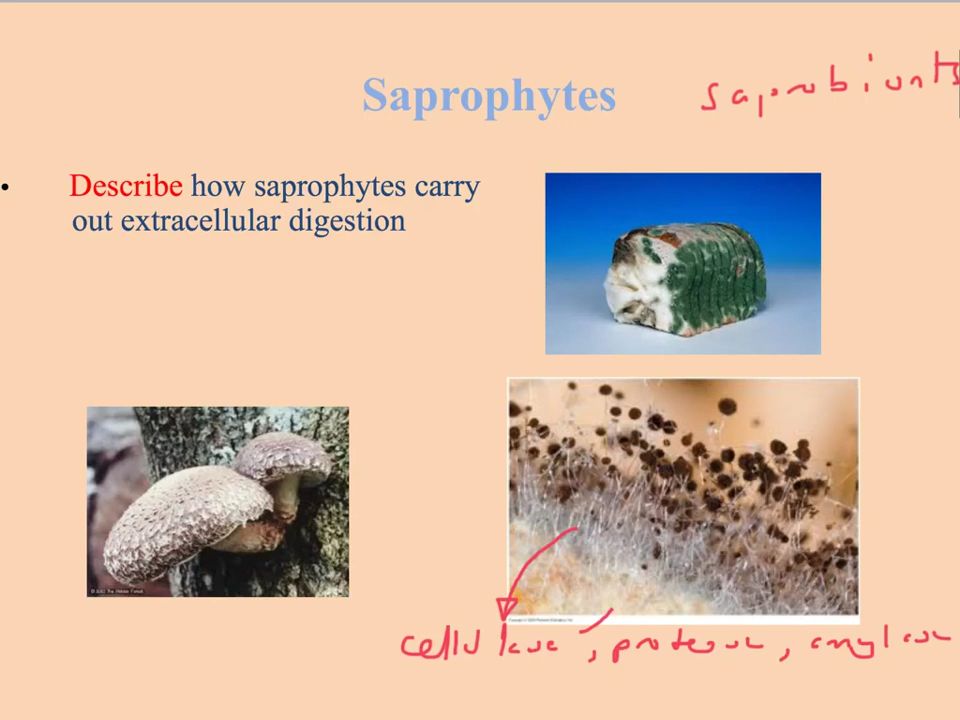 Saprophytes
saprobionts
• Describe how saprophytes carry
out extracellular digestion
cellulase, protease, amylase